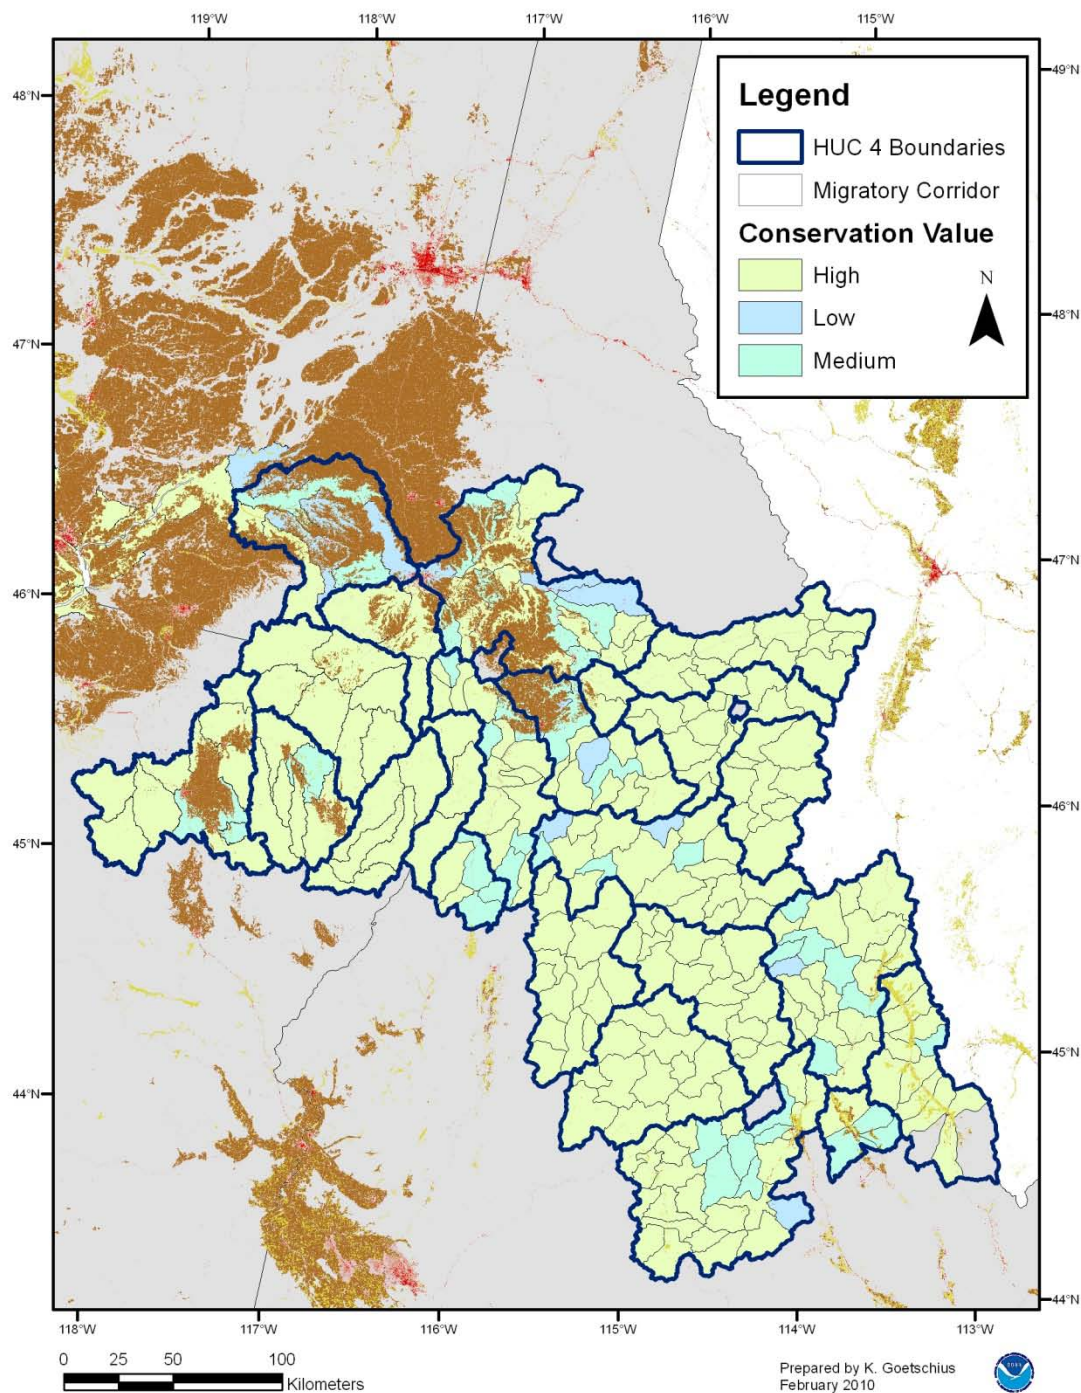 119°W 118°W 117°W 116°W 115°W
48°N
47°N
46°N
45°N
44°N
Legend
HUC 4 Boundaries
Migratory Corridor
Conservation Value
High
Low
Medium
N
49°N
48°N
47°N
46°N
45°N
44°N
118°W 117°W 116°W 115°W 114°W 113°W
0 25 50 100
Kilometers
Prepared by K. Goetschius
February 2010